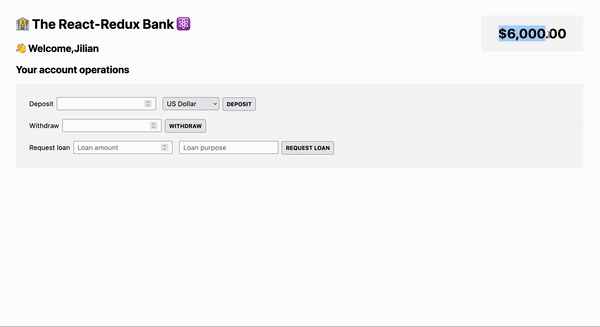 🏦 The React-Redux Bank ⚛️
$6,000.00
👋 Welcome,Jilian
Your account operations
Deposit US Dollar DEPOSIT
Withdraw WITHDRAW
Request loan Loan amount Loan purpose REQUEST LOAN